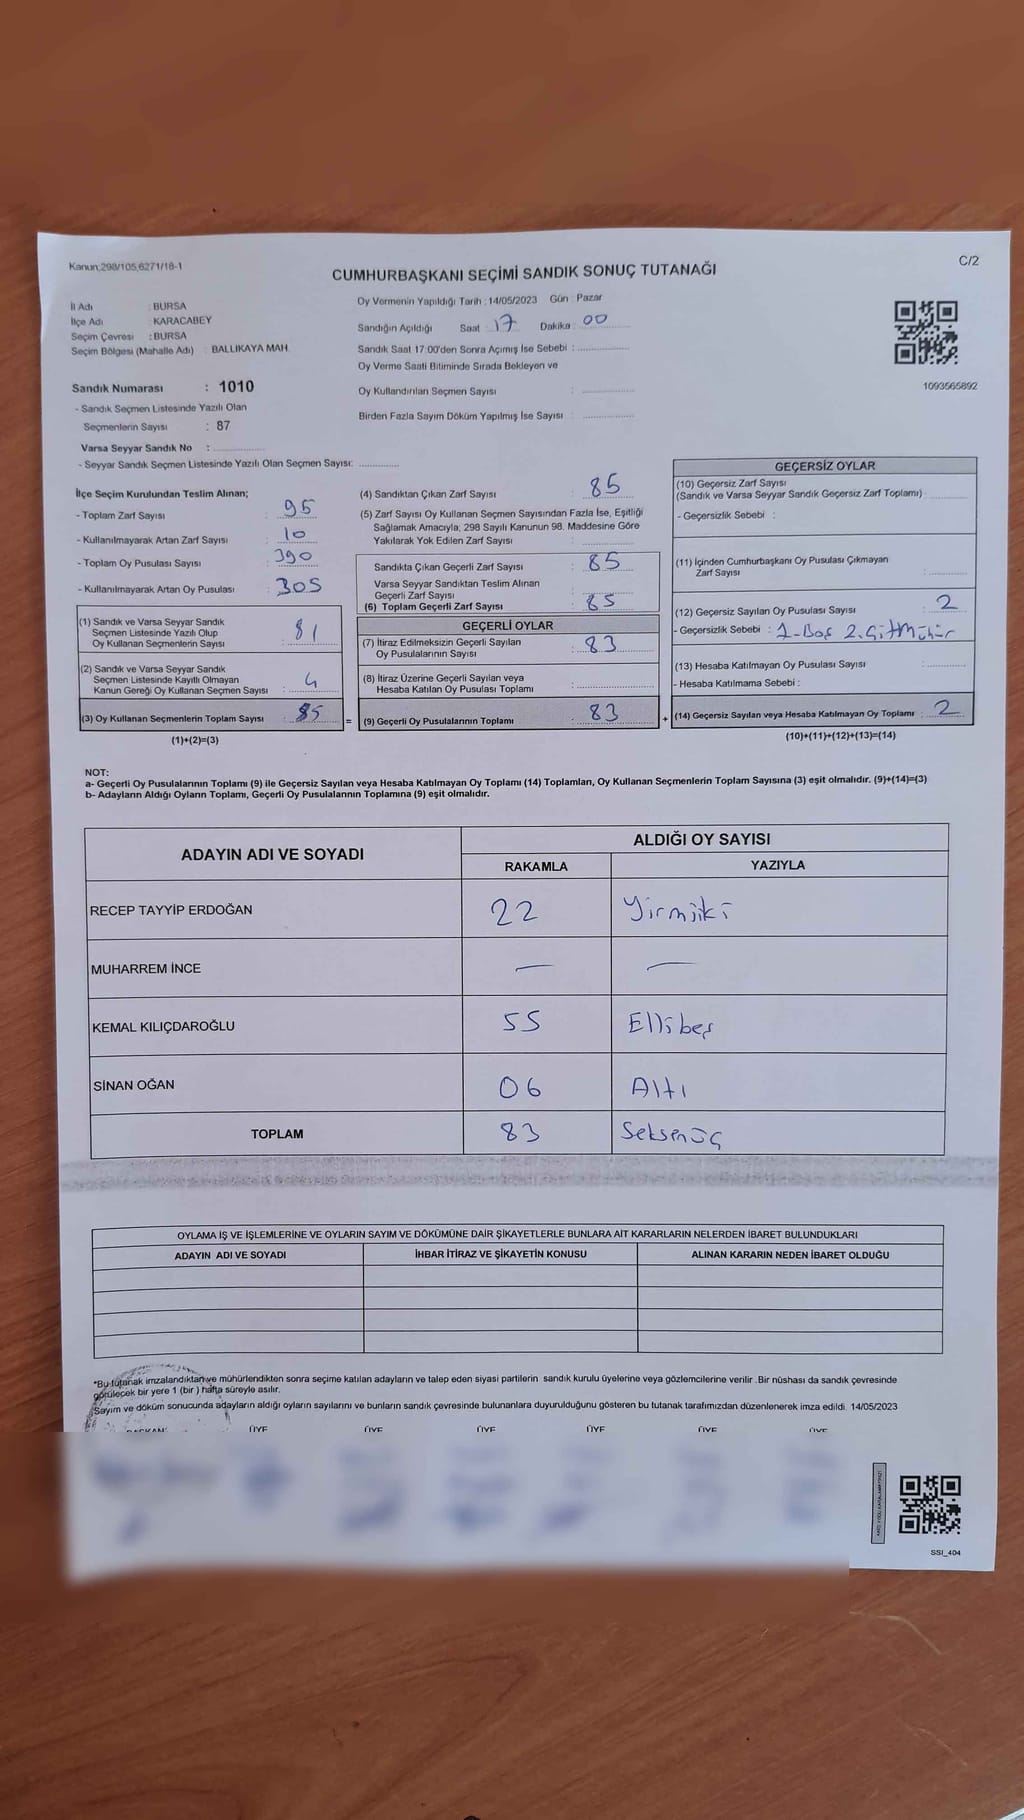 Kanun;298/105,6271/18-1
C/2
CUMHURBAŞKANI SEÇİMİ SANDIK SONUÇ TUTANAĞI
İl Adı : BURSA
İlçe Adı : KARACABEY
Seçim Çevresi : BURSA
Seçim Bölgesi (Mahalle Adı) : BALLIKAYA MAH.
Oy Vermenin Yapıldığı Tarih : 14/05/2023 Gün : Pazar
Sandığın Açıldığı Saat : 17 Dakika : 00
Sandık Saat 17:00'den Sonra Açımış İse Sebebi :
Oy Verme Saati Bitiminde Sırada Bekleyen ve
Oy Kullandırılan Seçmen Sayısı :
Birden Fazla Sayım Döküm Yapılmış İse Sayısı :
1093565892
Sandık Numarası : 1010
- Sandık Seçmen Listesinde Yazılı Olan
Seçmenlerin Sayısı : 87
Varsa Seyyar Sandık No :
- Seyyar Sandık Seçmen Listesinde Yazılı Olan Seçmen Sayısı:
İlçe Seçim Kurulundan Teslim Alınan;
- Toplam Zarf Sayısı : 95
- Kullanılmayarak Artan Zarf Sayısı : 10
- Toplam Oy Pusulası Sayısı : 390
- Kullanılmayarak Artan Oy Pusulası : 305
(1) Sandık ve Varsa Seyyar Sandık
Seçmen Listesinde Yazılı Olup
Oy Kullanan Seçmenlerin Sayısı : 81
(2) Sandık ve Varsa Seyyar Sandık
Seçmen Listesinde Kayıtlı Olmayan
Kanun Gereği Oy Kullanan Seçmen Sayısı : 4
(3) Oy Kullanan Seçmenlerin Toplam Sayısı : 85
(1)+(2)=(3)
(4) Sandıktan Çıkan Zarf Sayısı : 85
(5) Zarf Sayısı Oy Kullanan Seçmen Sayısından Fazla İse, Eşitliği
Sağlamak Amacıyla; 298 Sayılı Kanunun 98. Maddesine Göre
Yakılarak Yok Edilen Zarf Sayısı :
Sandıkta Çıkan Geçerli Zarf Sayısı : 85
Varsa Seyyar Sandıktan Teslim Alınan
Geçerli Zarf Sayısı :
(6) Toplam Geçerli Zarf Sayısı : 85
GEÇERLİ OYLAR
(7) İtiraz Edilmeksizin Geçerli Sayılan
Oy Pusulalarının Sayısı : 83
(8) İtiraz Üzerine Geçerli Sayılan veya
Hesaba Katılan Oy Pusulası Toplamı :
= (9) Geçerli Oy Pusulalarının Toplamı : 83 +
GEÇERSİZ OYLAR
(10) Geçersiz Zarf Sayısı
(Sandık ve Varsa Seyyar Sandık Geçersiz Zarf Toplamı) :
- Geçersizlik Sebebi :
(11) İçinden Cumhurbaşkanı Oy Pusulası Çıkmayan
Zarf Sayısı :
(12) Geçersiz Sayılan Oy Pusulası Sayısı : 2
- Geçersizlik Sebebi : 1-Boş 2.
(13) Hesaba Katılmayan Oy Pusulası Sayısı :
- Hesaba Katılmama Sebebi :
(14) Geçersiz Sayılan veya Hesaba Katılmayan Oy Toplamı : 2
(10)+(11)+(12)+(13)=(14)
NOT:
a- Geçerli Oy Pusulalarının Toplamı (9) ile Geçersiz Sayılan veya Hesaba Katılmayan Oy Toplamı (14) Toplamları, Oy Kullanan Seçmenlerin Toplam Sayısına (3) eşit olmalıdır. (9)+(14)=(3)
b- Adayların Aldığı Oyların Toplamı, Geçerli Oy Pusulalarının Toplamına (9) eşit olmalıdır.
ADAYIN ADI VE SOYADI ALDIĞI OY SAYISI
RAKAMLA YAZIYLA
RECEP TAYYİP ERDOĞAN 22 Yirmiiki
MUHARREM İNCE — —
KEMAL KILIÇDAROĞLU 55 Ellibeş
SİNAN OĞAN 06 Altı
TOPLAM 83 Seksenüç
OYLAMA İŞ VE İŞLEMLERİNE VE OYLARIN SAYIM VE DÖKÜMÜNE DAİR ŞİKAYETLERLE BUNLARA AİT KARARLARIN NELERDEN İBARET BULUNDUKLARI
ADAYIN ADI VE SOYADI İHBAR İTİRAZ VE ŞİKAYETİN KONUSU ALINAN KARARIN NEDEN İBARET OLDUĞU
*Bu tutanak imzalandıktan ve mühürlendikten sonra seçime katılan adayların ve talep eden siyasi partilerin sandık kurulu üyelerine veya gözlemcilerine verilir .Bir nüshası da sandık çevresinde
görülecek bir yere 1 (bir ) hafta süreyle asılır.
Sayım ve döküm sonucunda adayların aldığı oyların sayılarını ve bunların sandık çevresinde bulunanlara duyurulduğunu gösteren bu tutanak tarafımızdan düzenlenerek imza edildi. 14/05/2023
BAŞKAN ÜYE ÜYE ÜYE ÜYE ÜYE ÜYE
SSI_404